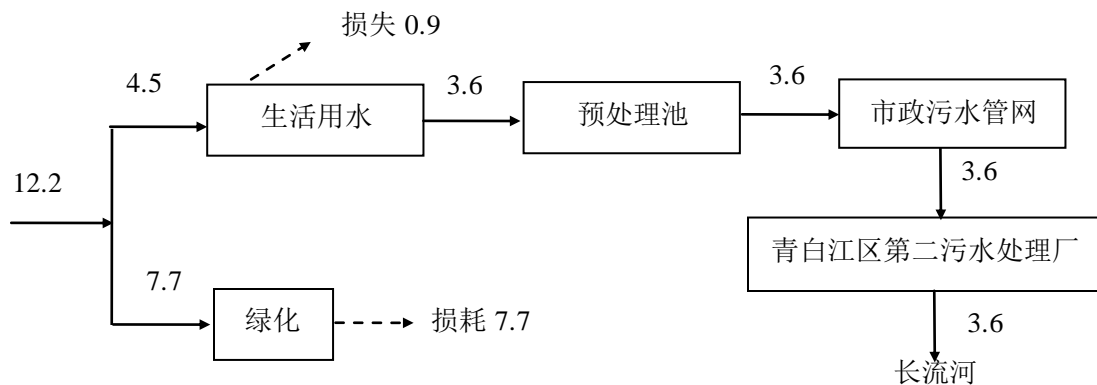 损失 0.9
4.5
生活用水
3.6
预处理池
3.6
市政污水管网
12.2
3.6
青白江区第二污水处理厂
7.7
绿化
损耗 7.7
3.6
长流河